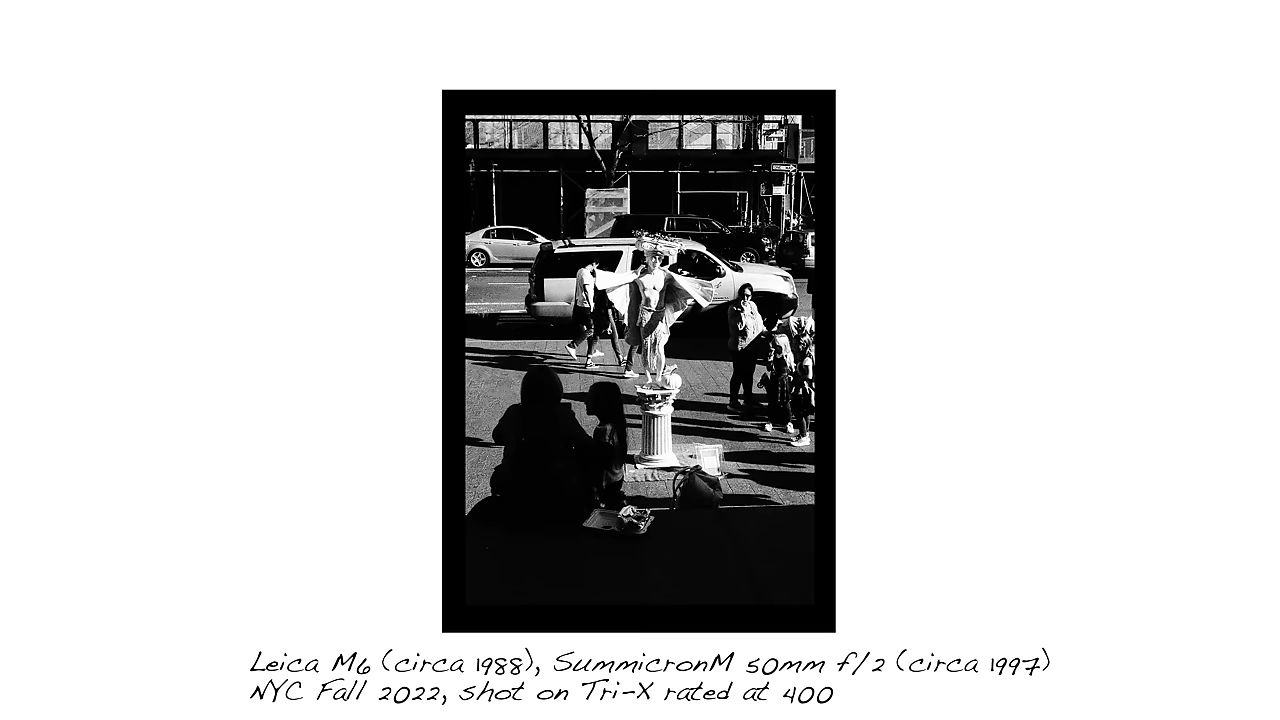 Leica M6 (circa 1988), SummicronM 50mm f/2 (circa 1997)
NYC Fall 2022, shot on Tri-X rated at 400